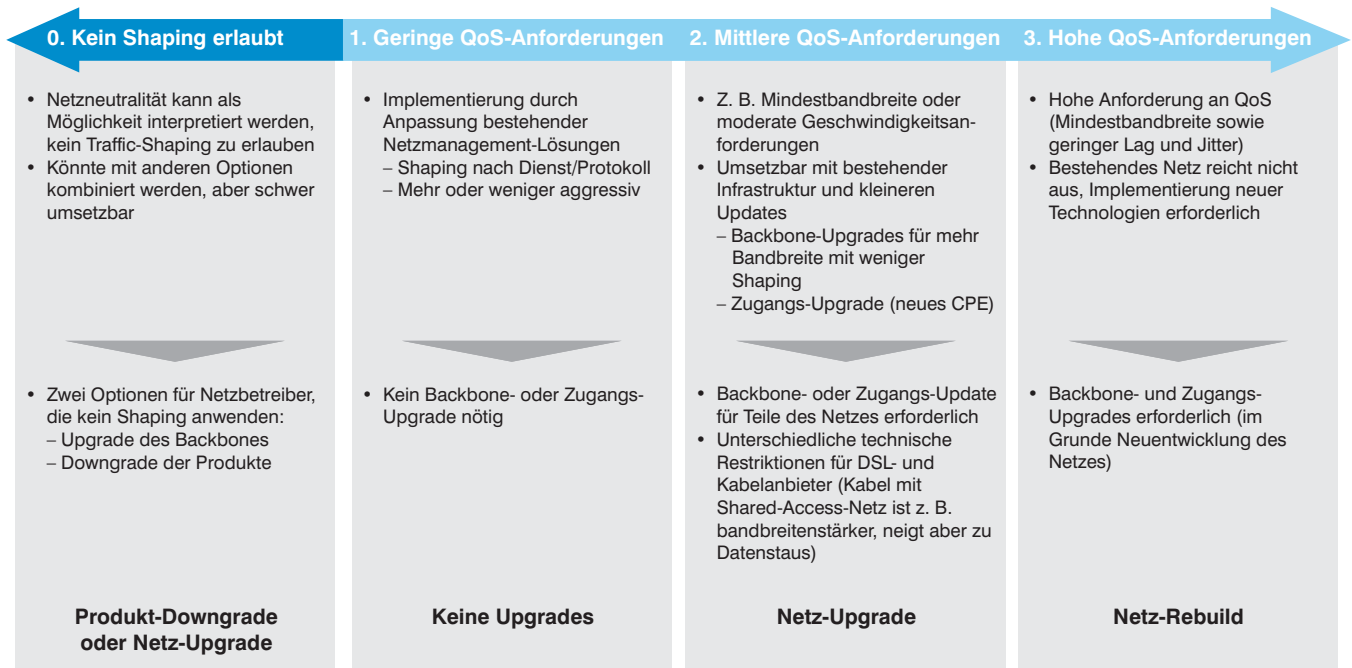 0. Kein Shaping erlaubt
1. Geringe QoS-Anforderungen
2. Mittlere QoS-Anforderungen
3. Hohe QoS-Anforderungen
• Netzneutralität kann als
Möglichkeit interpretiert werden,
kein Traffic-Shaping zu erlauben
• Könnte mit anderen Optionen
kombiniert werden, aber schwer
umsetzbar
• Implementierung durch
Anpassung bestehender
Netzmanagement-Lösungen
– Shaping nach Dienst/Protokoll
– Mehr oder weniger aggressiv
• Z. B. Mindestbandbreite oder
moderate Geschwindigkeitsan-
forderungen
• Umsetzbar mit bestehender
Infrastruktur und kleineren
Updates
– Backbone-Upgrades für mehr
Bandbreite mit weniger
Shaping
– Zugangs-Upgrade (neues CPE)
• Hohe Anforderung an QoS
(Mindestbandbreite sowie
geringer Lag und Jitter)
• Bestehendes Netz reicht nicht
aus, Implementierung neuer
Technologien erforderlich
• Zwei Optionen für Netzbetreiber,
die kein Shaping anwenden:
– Upgrade des Backbones
– Downgrade der Produkte
• Kein Backbone- oder Zugangs-
Upgrade nötig
• Backbone- oder Zugangs-Update
für Teile des Netzes erforderlich
• Unterschiedliche technische
Restriktionen für DSL- und
Kabelanbieter (Kabel mit
Shared-Access-Netz ist z. B.
bandbreitenstärker, neigt aber zu
Datenstaus)
• Backbone- und Zugangs-
Upgrades erforderlich (im
Grunde Neuentwicklung des
Netzes)
Produkt-Downgrade
oder Netz-Upgrade
Keine Upgrades
Netz-Upgrade
Netz-Rebuild